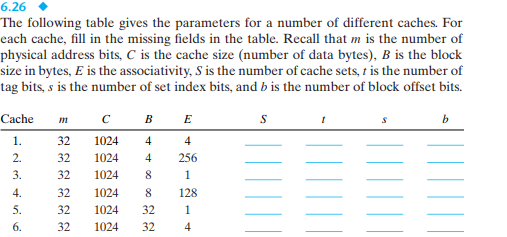 6.26 ◆
The following table gives the parameters for a number of different caches. For
each cache, fill in the missing fields in the table. Recall that m is the number of
physical address bits, C is the cache size (number of data bytes), B is the block
size in bytes, E is the associativity, S is the number of cache sets, t is the number of
tag bits, s is the number of set index bits, and b is the number of block offset bits.
Cache m C B E S t s b
1. 32 1024 4 4
2. 32 1024 4 256
3. 32 1024 8 1
4. 32 1024 8 128
5. 32 1024 32 1
6. 32 1024 32 4